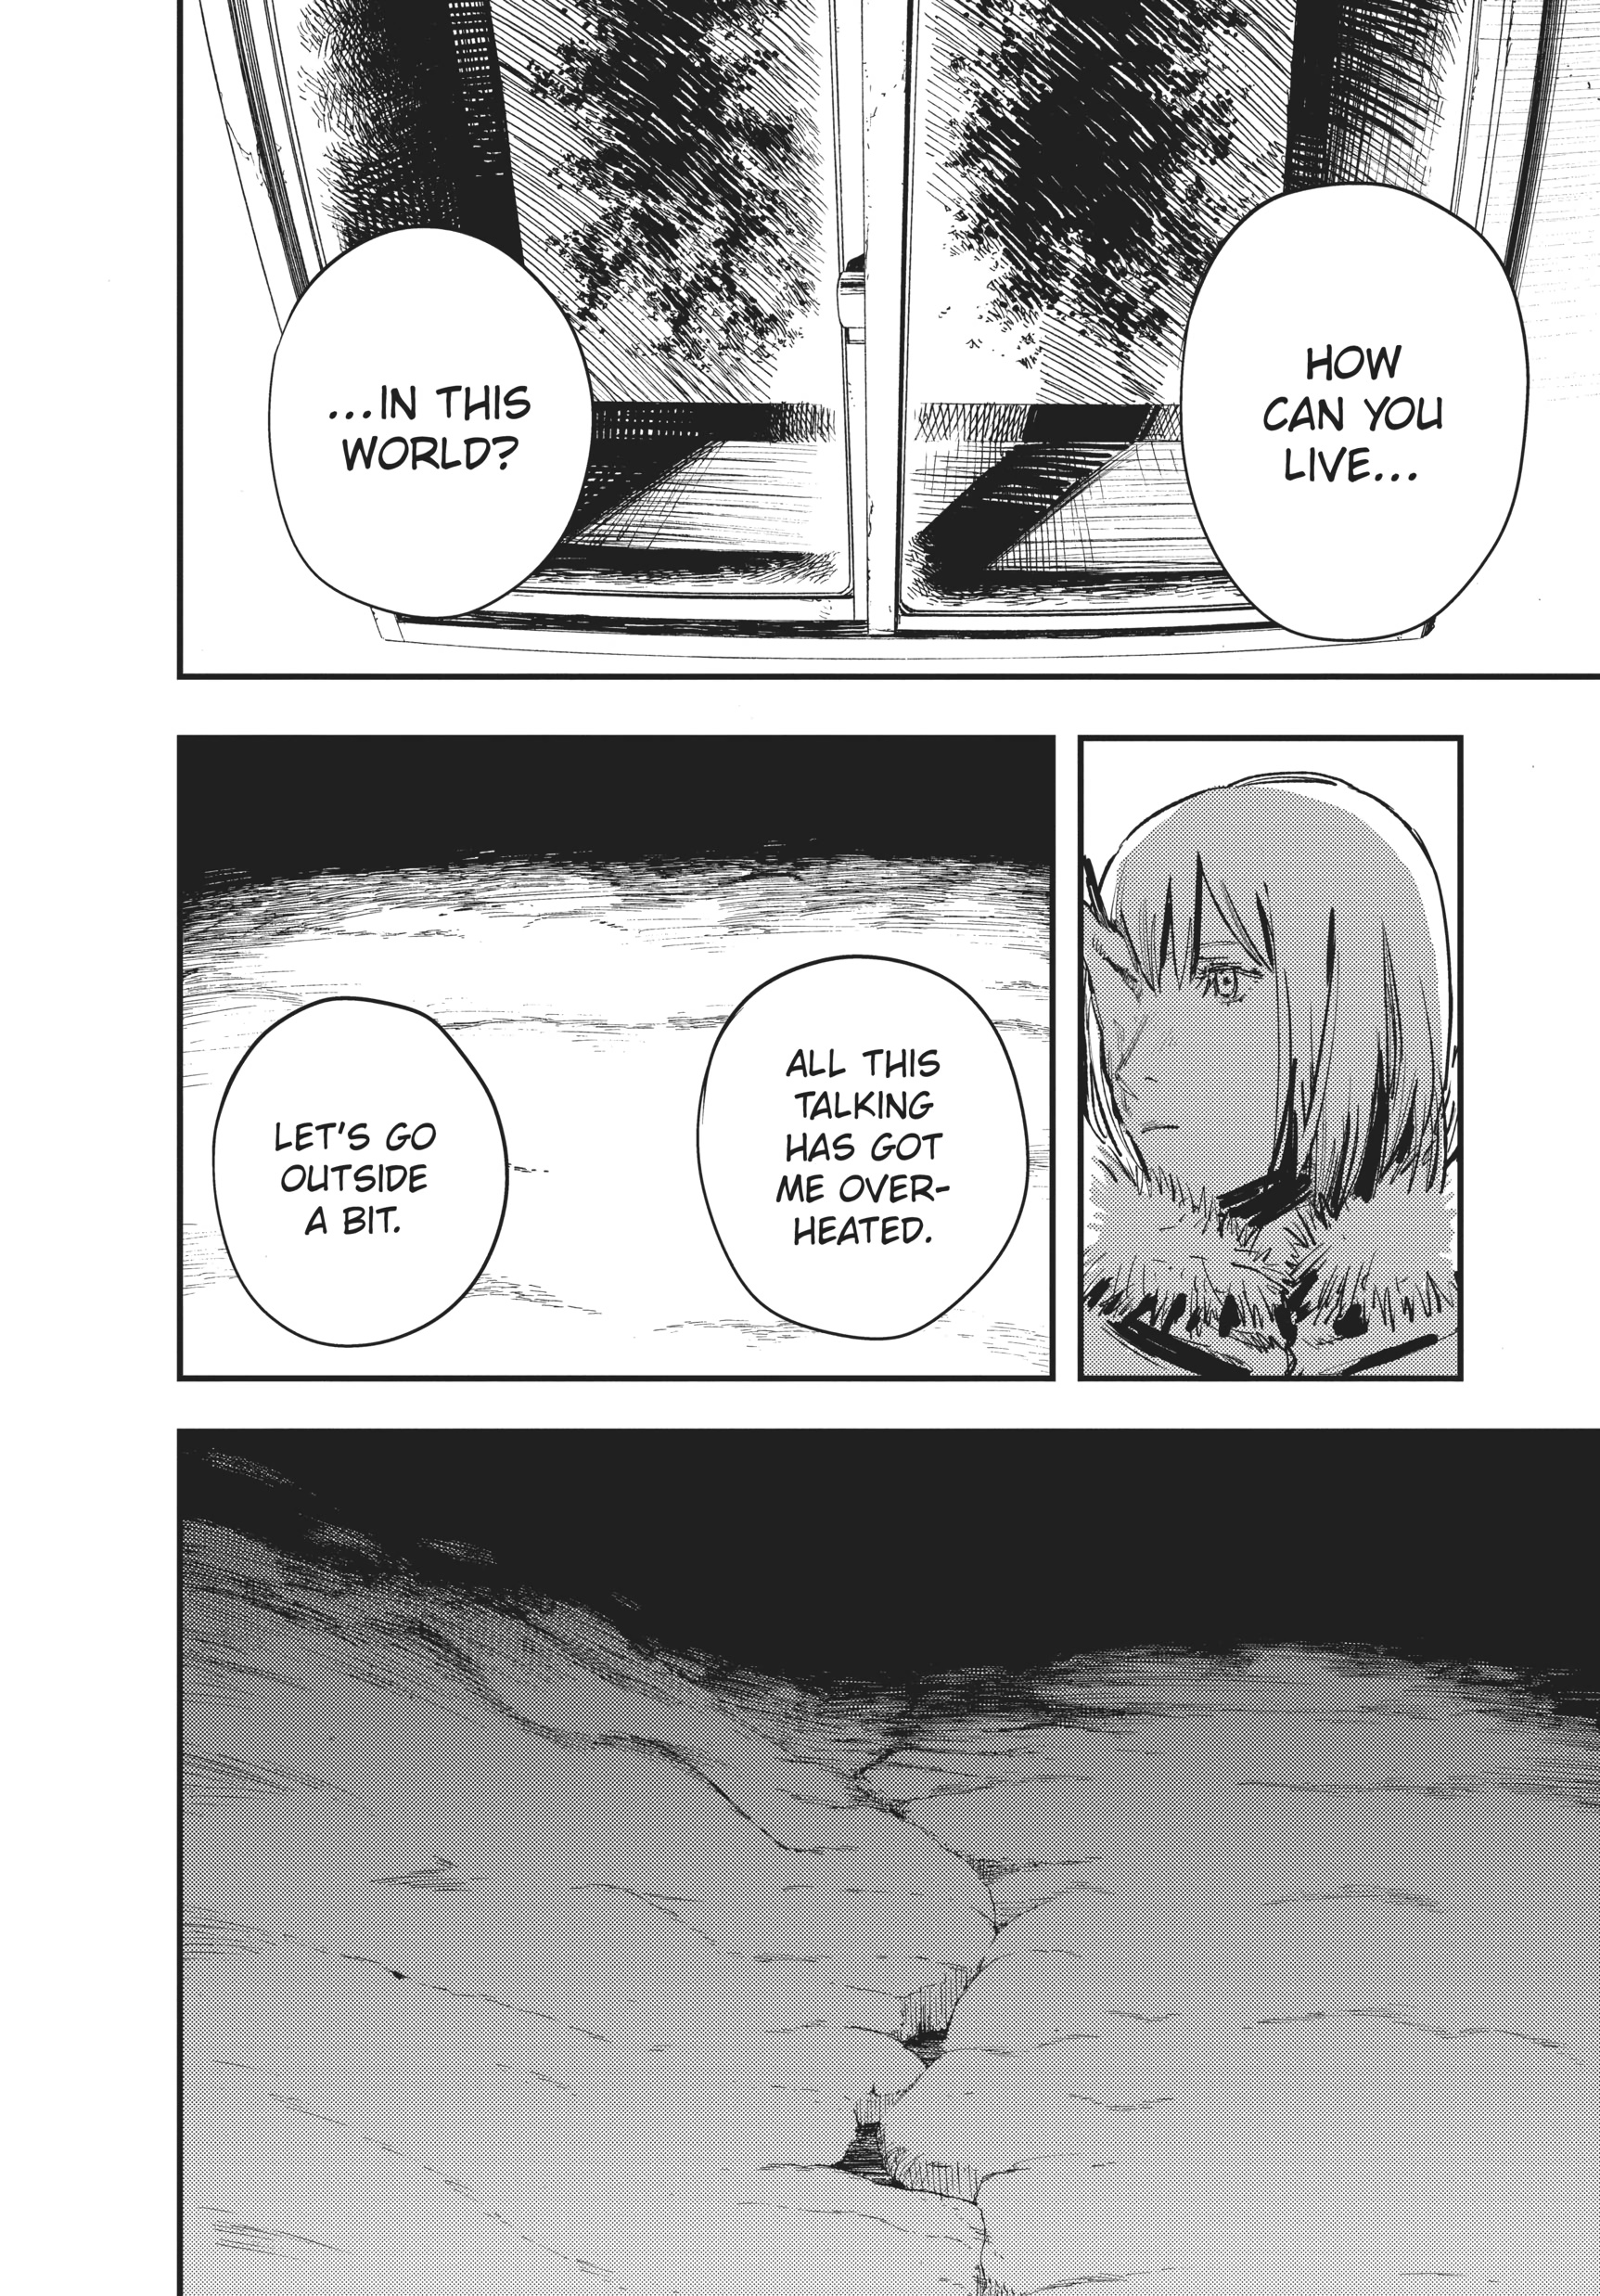 HOW
CAN YOU
LIVE...
...IN THIS
WORLD?
ALL THIS
TALKING
HAS GOT
ME OVER-
HEATED.
LET'S GO
OUTSIDE
A BIT.